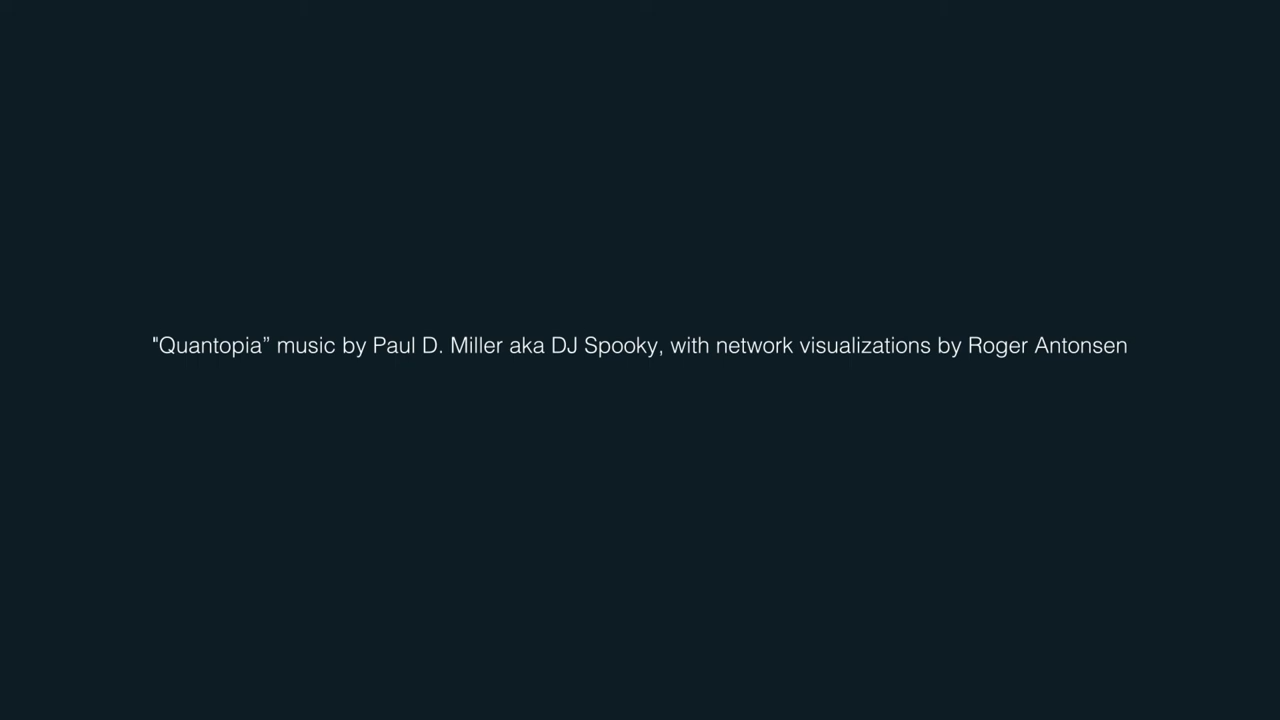 "Quantopia” music by Paul D. Miller aka DJ Spooky, with network visualizations by Roger Antonsen